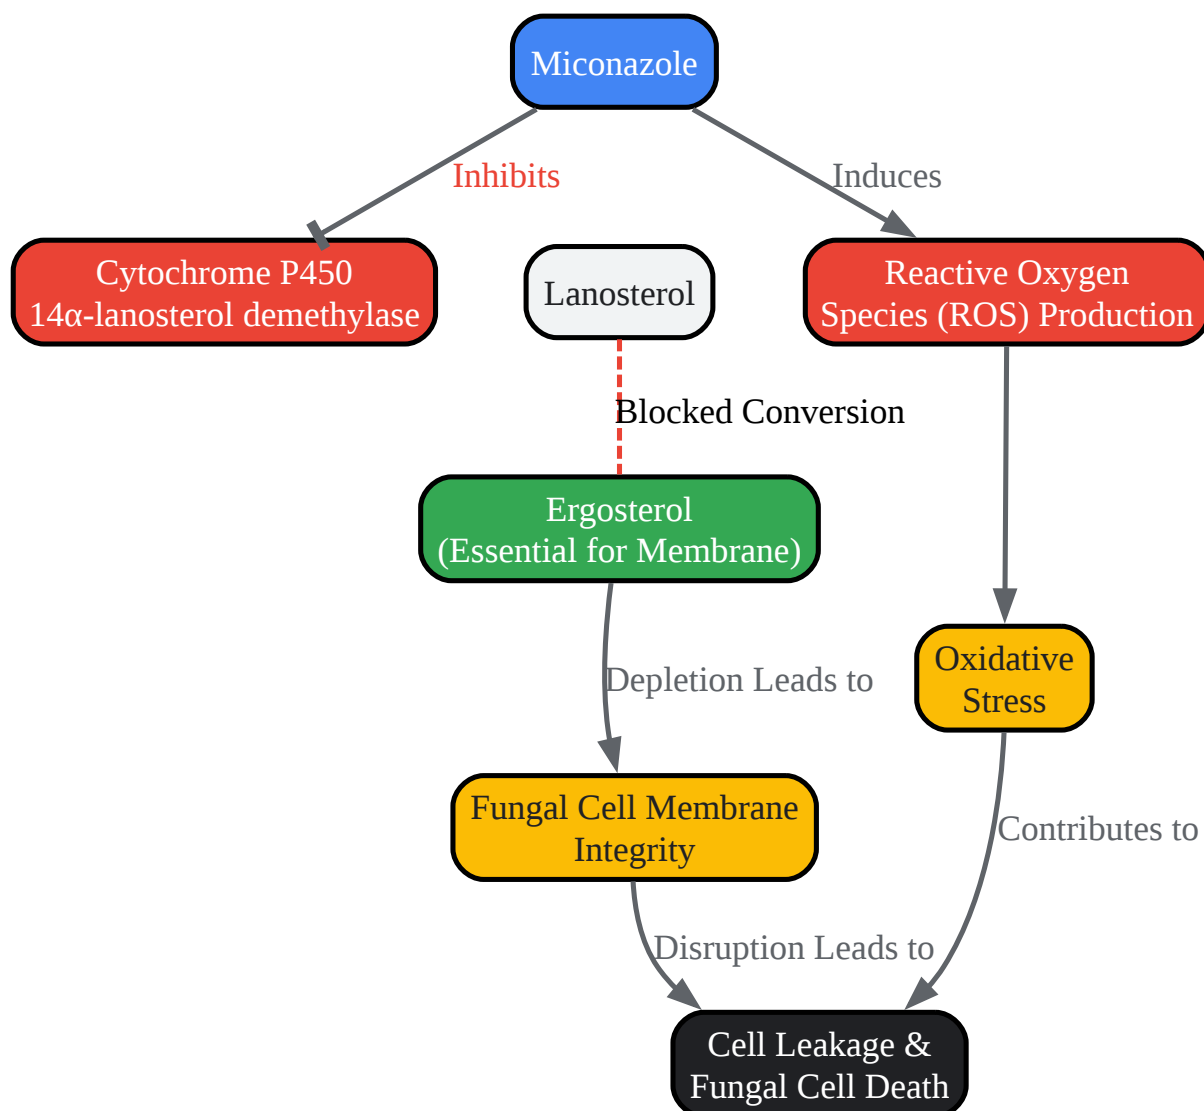 Miconazole
Inhibits
Induces
Cytochrome P450
14α-lanosterol demethylase
Lanosterol
Reactive Oxygen
Species (ROS) Production
Blocked Conversion
Ergosterol
(Essential for Membrane)
Depletion Leads to
Oxidative
Stress
Fungal Cell Membrane
Integrity
Contributes to
Disruption Leads to
Cell Leakage &
Fungal Cell Death